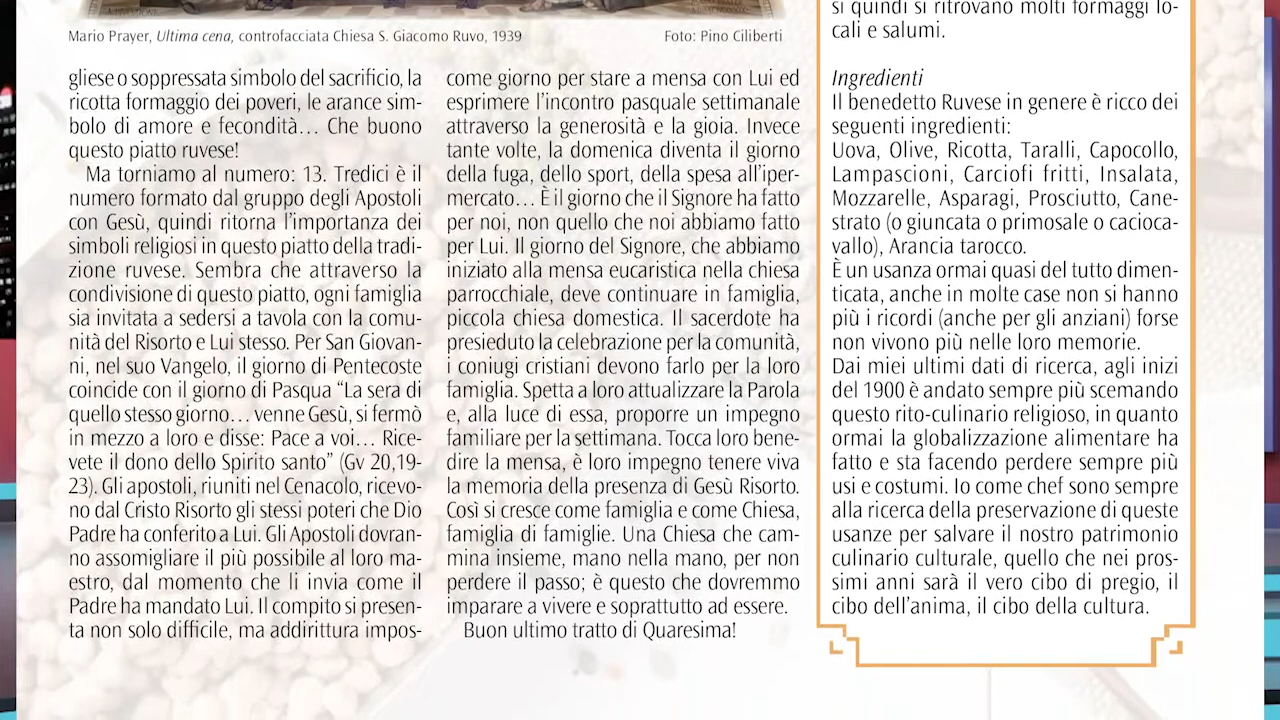 Mario Prayer, Ultima cena, controfacciata Chiesa S. Giacomo Ruvo, 1939
Foto: Pino Ciliberti
gliese o soppressata simbolo del sacrificio, la
ricotta formaggio dei poveri, le arance sim-
bolo di amore e fecondità… Che buono
questo piatto ruvese!
Ma torniamo al numero: 13. Tredici è il
numero formato dal gruppo degli Apostoli
con Gesù, quindi ritorna l'importanza dei
simboli religiosi in questo piatto della tradi-
zione ruvese. Sembra che attraverso la
condivisione di questo piatto, ogni famiglia
sia invitata a sedersi a tavola con la comu-
nità del Risorto e Lui stesso. Per San Giovan-
ni, nel suo Vangelo, il giorno di Pentecoste
coincide con il giorno di Pasqua “La sera di
quello stesso giorno… venne Gesù, si fermò
in mezzo a loro e disse: Pace a voi… Rice-
vete il dono dello Spirito santo” (Gv 20,19-
23). Gli apostoli, riuniti nel Cenacolo, ricevo-
no dal Cristo Risorto gli stessi poteri che Dio
Padre ha conferito a Lui. Gli Apostoli dovran-
no assomigliare il più possibile al loro ma-
estro, dal momento che li invia come il
Padre ha mandato Lui. Il compito si presen-
ta non solo difficile, ma addirittura impos-
come giorno per stare a mensa con Lui ed
esprimere l'incontro pasquale settimanale
attraverso la generosità e la gioia. Invece
tante volte, la domenica diventa il giorno
della fuga, dello sport, della spesa all'iper-
mercato… È il giorno che il Signore ha fatto
per noi, non quello che noi abbiamo fatto
per Lui. Il giorno del Signore, che abbiamo
iniziato alla mensa eucaristica nella chiesa
parrocchiale, deve continuare in famiglia,
piccola chiesa domestica. Il sacerdote ha
presieduto la celebrazione per la comunità,
i coniugi cristiani devono farlo per la loro
famiglia. Spetta a loro attualizzare la Parola
e, alla luce di essa, proporre un impegno
familiare per la settimana. Tocca loro bene-
dire la mensa, è loro impegno tenere viva
la memoria della presenza di Gesù Risorto.
Così si cresce come famiglia e come Chiesa,
famiglia di famiglie. Una Chiesa che cam-
mina insieme, mano nella mano, per non
perdere il passo; è questo che dovremmo
imparare a vivere e soprattutto ad essere.
Buon ultimo tratto di Quaresima!
si quindi si ritrovano molti formaggi lo-
cali e salumi.
Ingredienti
Il benedetto Ruvese in genere è ricco dei
seguenti ingredienti:
Uova, Olive, Ricotta, Taralli, Capocollo,
Lampascioni, Carciofi fritti, Insalata,
Mozzarelle, Asparagi, Prosciutto, Cane-
strato (o giuncata o primosale o cacioca-
vallo), Arancia tarocco.
È un usanza ormai quasi del tutto dimen-
ticata, anche in molte case non si hanno
più i ricordi (anche per gli anziani) forse
non vivono più nelle loro memorie.
Dai miei ultimi dati di ricerca, agli inizi
del 1900 è andato sempre più scemando
questo rito-culinario religioso, in quanto
ormai la globalizzazione alimentare ha
fatto e sta facendo perdere sempre più
usi e costumi. Io come chef sono sempre
alla ricerca della preservazione di queste
usanze per salvare il nostro patrimonio
culinario culturale, quello che nei pros-
simi anni sarà il vero cibo di pregio, il
cibo dell'anima, il cibo della cultura.